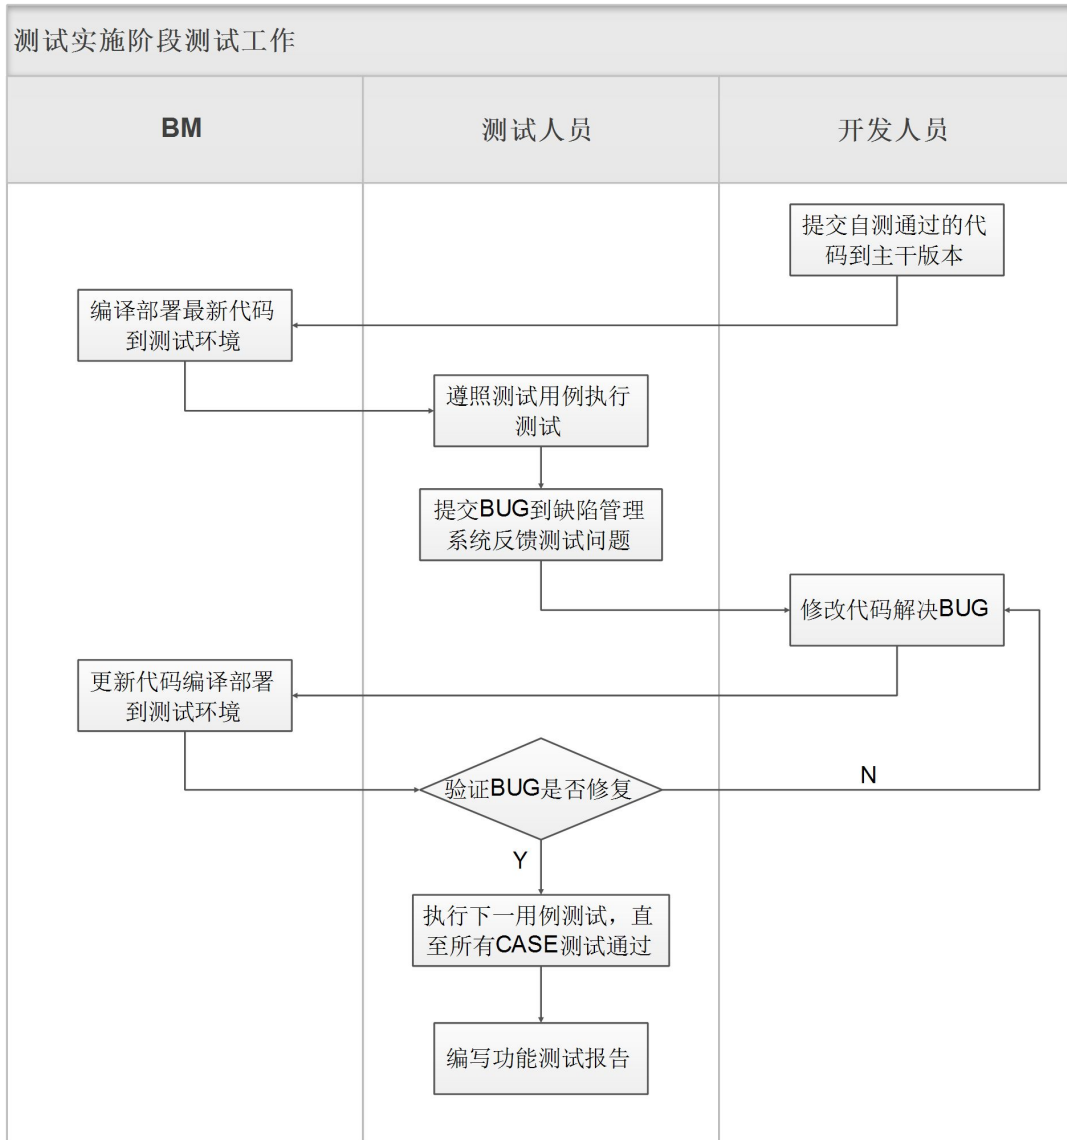 测试实施阶段测试工作
BM
测试人员
开发人员
提交自测通过的代
码到主干版本
编译部署最新代码
到测试环境
遵照测试用例执行
测试
提交BUG到缺陷管理
系统反馈测试问题
修改代码解决BUG
更新代码编译部署
到测试环境
验证BUG是否修复
N
Y
执行下一用例测试，直
至所有CASE测试通过
编写功能测试报告